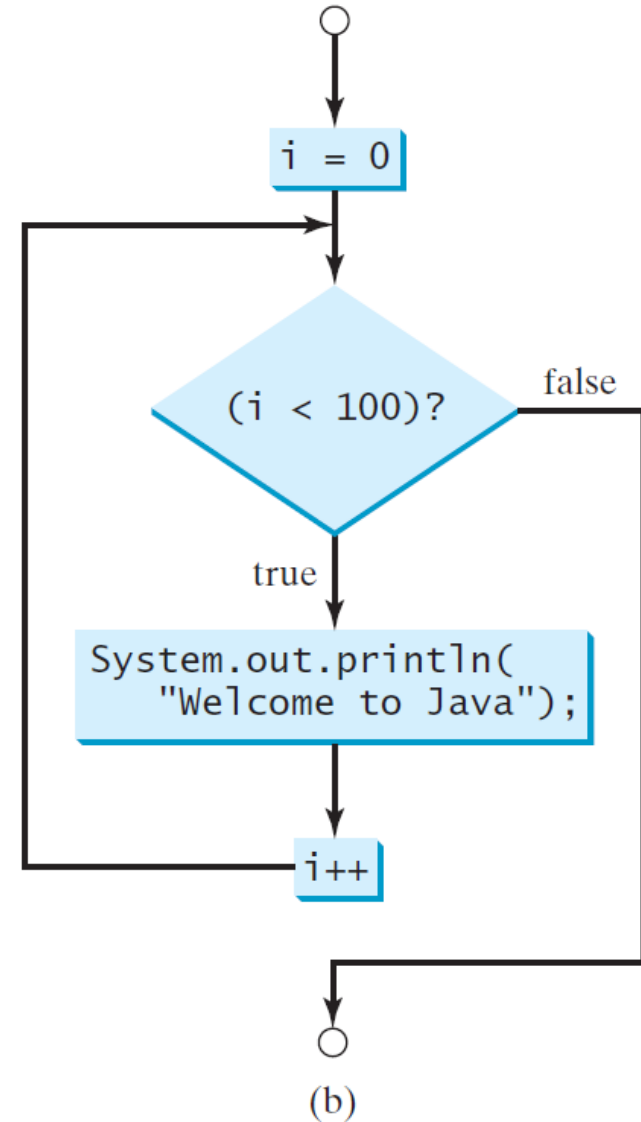 i = 0
(i < 100)?
false
true
System.out.println(
"Welcome to Java");
i++
(b)